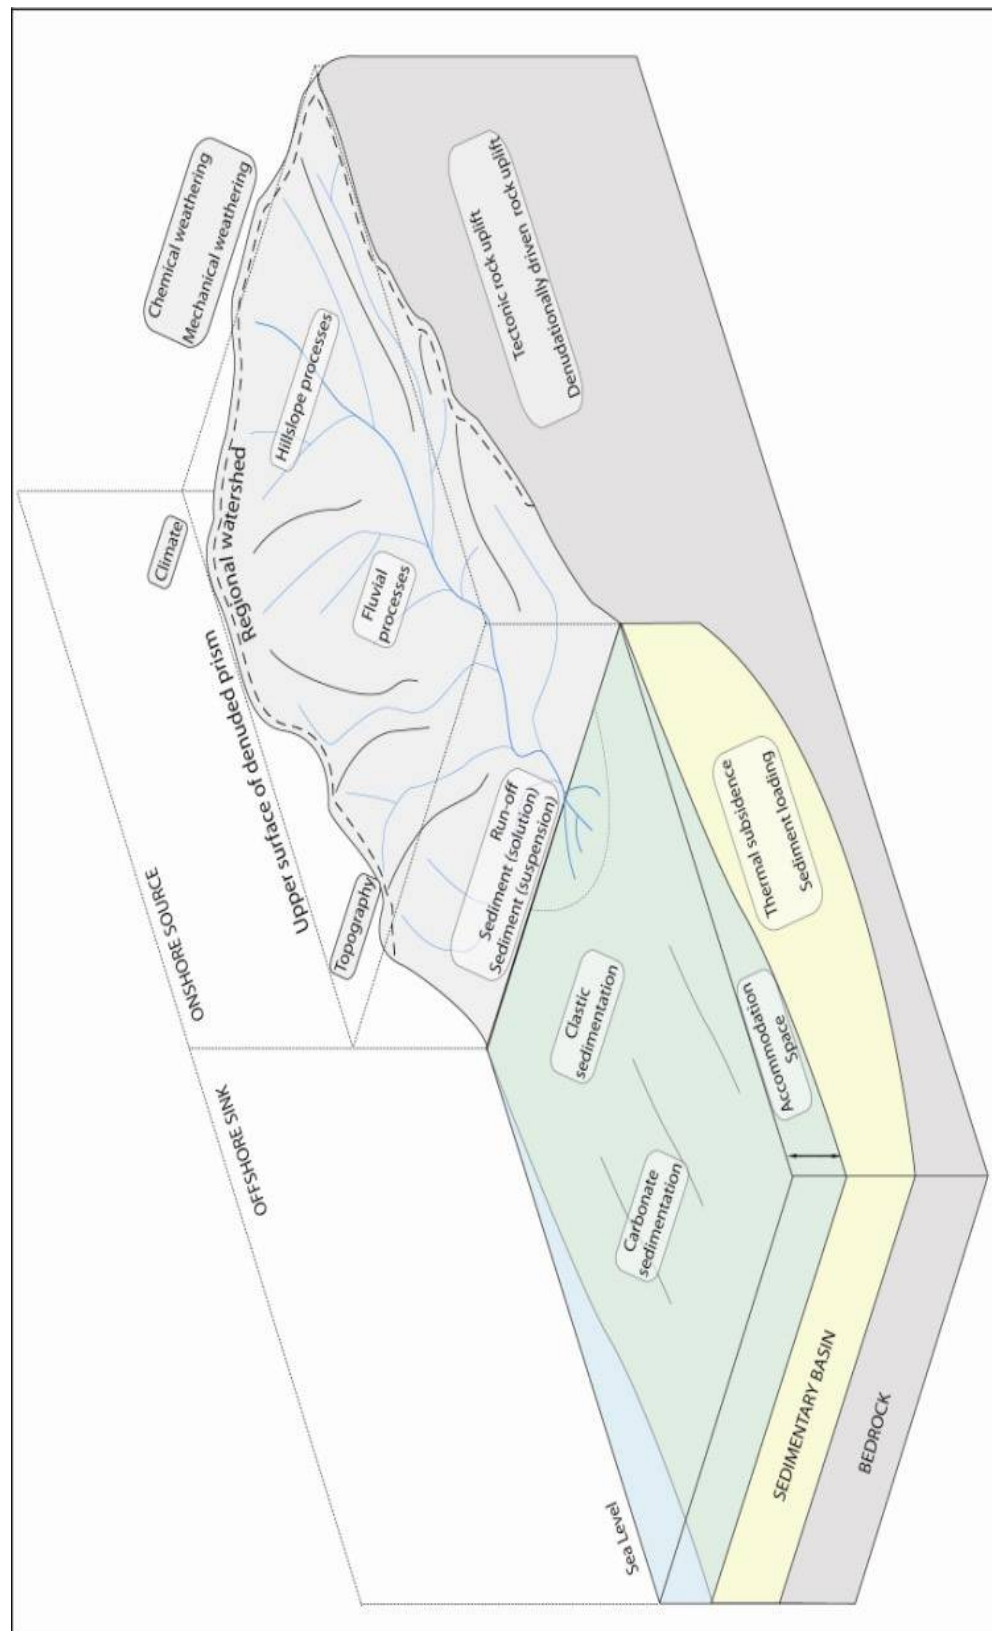 Chemical weathering
Mechanical weathering
Tectonic rock uplift
Denudationally driven rock uplift
Hillslope processes
Climate
Regional watershed
Fluvial
processes
Upper surface of denuded prism
Topography
Run-off
Sediment (solution)
Sediment (suspension)
ONSHORE SOURCE
OFFSHORE SINK
Thermal subsidence
Sediment loading
Clastic
sedimentation
Accommodation
Space
Carbonate
sedimentation
Sea Level
SEDIMENTARY BASIN
BEDROCK